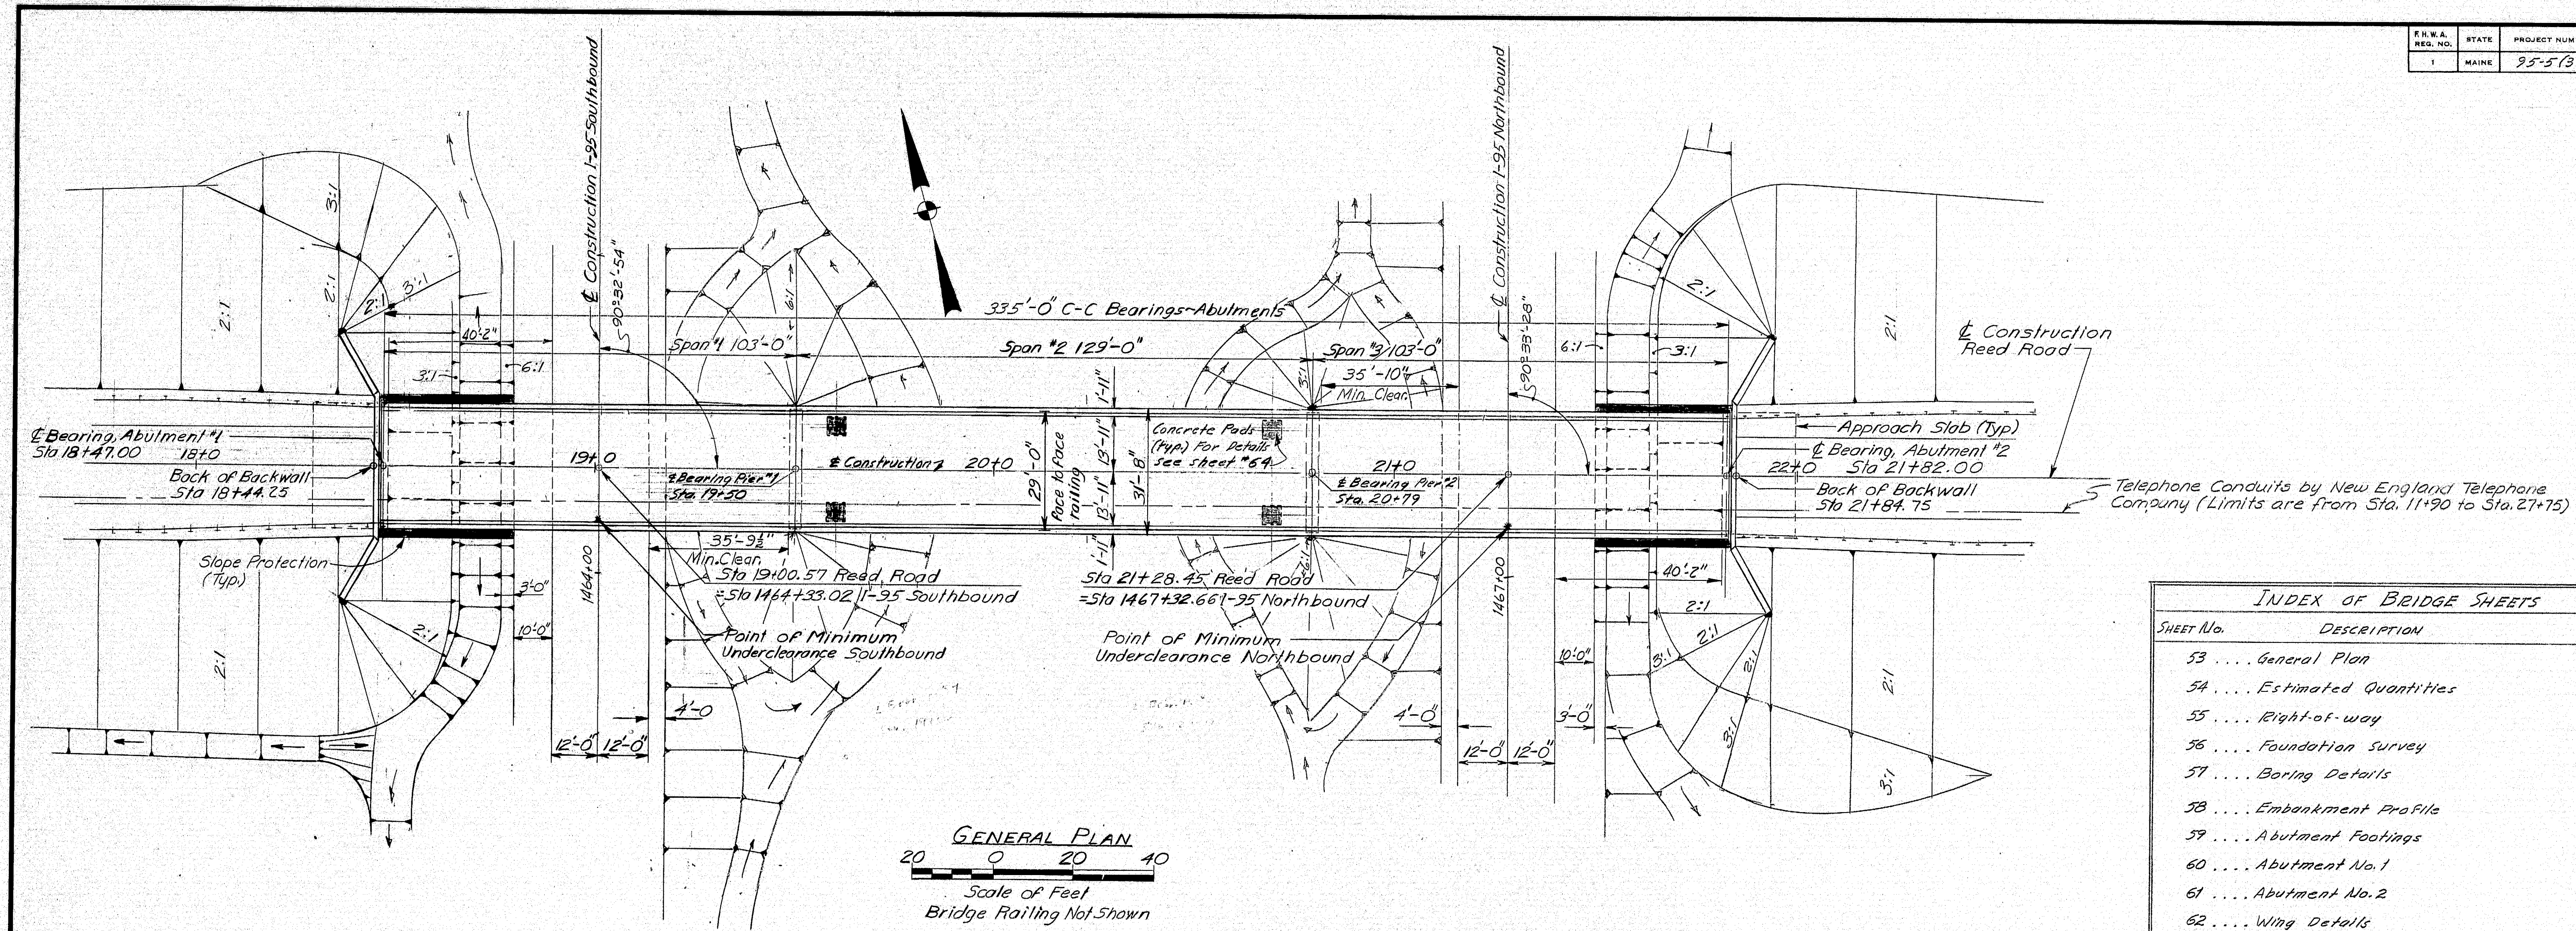 F.H.W.A. REG. NO. STATE PROJECT NUM
1 MAINE 95-5(3
℄ Construction I-95 Southbound
℄ Construction I-95 Northbound
90°32'-54"
90°33'-28"
335'-0" C-C Bearings-Abutments
Span #1 103'-0"
Span #2 129'-0"
Span #3 103'-0"
35'-10"
Min. Clear.
40'-2"
3:1
2:1
2:1
3:1
2:1
3:1
6:1
6:1
6:1
3:1
3:1
2:1
2:1
1'-11"
13'-11"
13'-11"
1'-11"
29'-0"
face to face
railing
31'-8"
℄ Construction
Reed Road
Approach Slab (Typ)
℄ Bearing, Abutment #1
Sta 18+47.00
18+0
Back of Backwall
Sta 18+44.25
19+0
℄ Bearing Pier #1
Sta. 19+50
℄ Construction
20+0
Concrete Pads
(typ.) For Details
see sheet #64
21+0
℄ Bearing Pier #2
Sta. 20+79
℄ Bearing, Abutment #2
22+0 Sta 21+82.00
Back of Backwall
Sta 21+84.75
Telephone Conduits by New England Telephone
Company (Limits are from Sta. 11+90 to Sta. 27+75)
Slope Protection
(Typ.)
35'-9½"
Min. Clear.
Sta 19+00.57 Reed Road
=Sta 1464+33.02 I-95 Southbound
Sta 21+28.45 Reed Road
=Sta 1467+32.66 I-95 Northbound
1464.00
1467+00
6:1
Point of Minimum
Underclearance Southbound
Point of Minimum
Underclearance Northbound
3'-0"
10'-0"
2:1
2:1
4'-0
12'-0" 12'-0"
4'-0"
12'-0" 12'-0"
10'-0"
3'-0"
40'-2"
2:1
2:1
3:1
2:1
3:1
2:1
3:1
GENERAL PLAN
20 0 20 40
Scale of Feet
Bridge Railing Not Shown
INDEX OF BRIDGE SHEETS
SHEET No. DESCRIPTION
53 .... General Plan
54 .... Estimated Quantities
55 .... Right-of-way
56 .... Foundation Survey
57 .... Boring Details
58 .... Embankment Profile
59 .... Abutment Footings
60 .... Abutment No. 1
61 .... Abutment No. 2
62 .... Wing Details